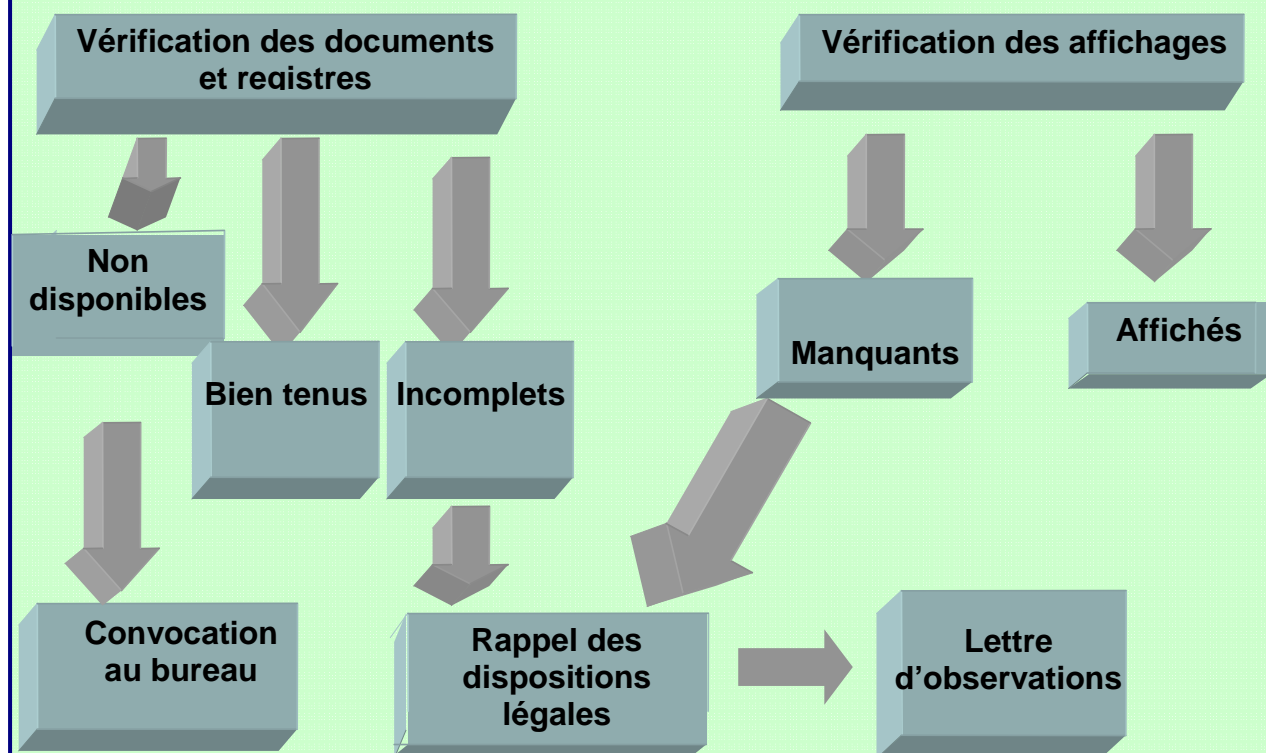 Vérification des documents
et registres
Vérification des affichages
Non
disponibles
Bien tenus
Incomplets
Manquants
Affichés
Convocation
au bureau
Rappel des
dispositions
légales
Lettre
d'observations